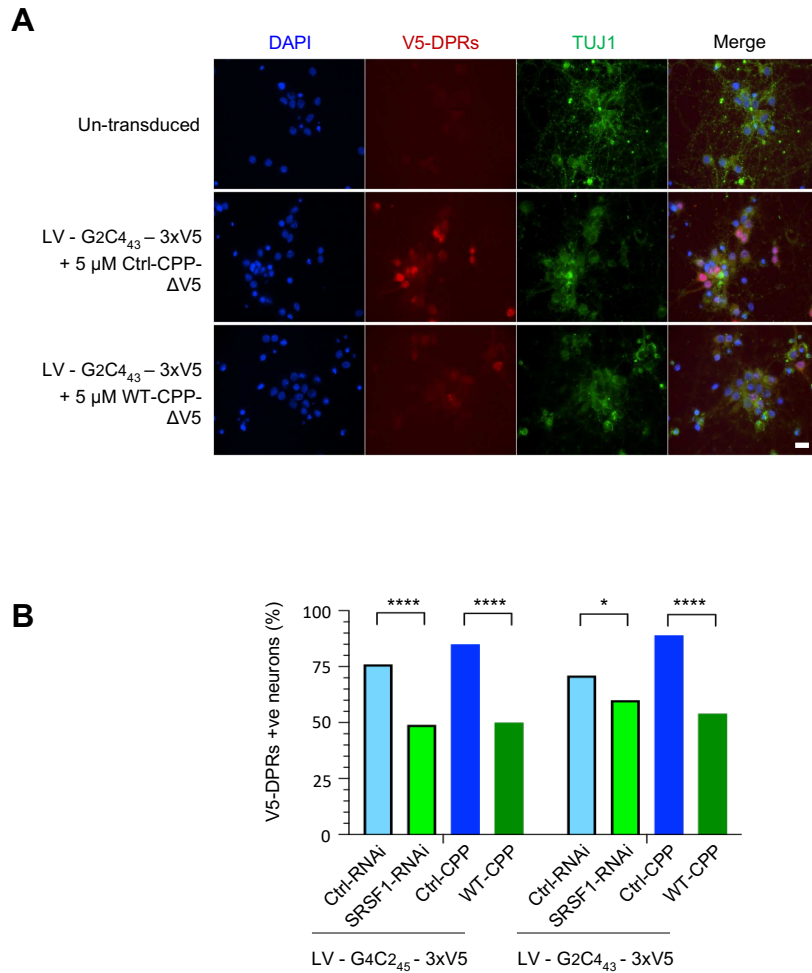 A
DAPI
V5-DPRs
TUJ1
Merge
Un-transduced
LV - G2C4₄₃ – 3xV5
+ 5 µM Ctrl-CPP-
ΔV5
LV - G2C4₄₃ – 3xV5
+ 5 µM WT-CPP-
ΔV5
B
****
****
*
****
V5-DPRs +ve neurons (%)
100
75
50
25
0
Ctrl-RNAi
SRSF1-RNAi
Ctrl-CPP
WT-CPP
Ctrl-RNAi
SRSF1-RNAi
Ctrl-CPP
WT-CPP
LV - G4C2₄₅ - 3xV5
LV - G2C4₄₃ - 3xV5